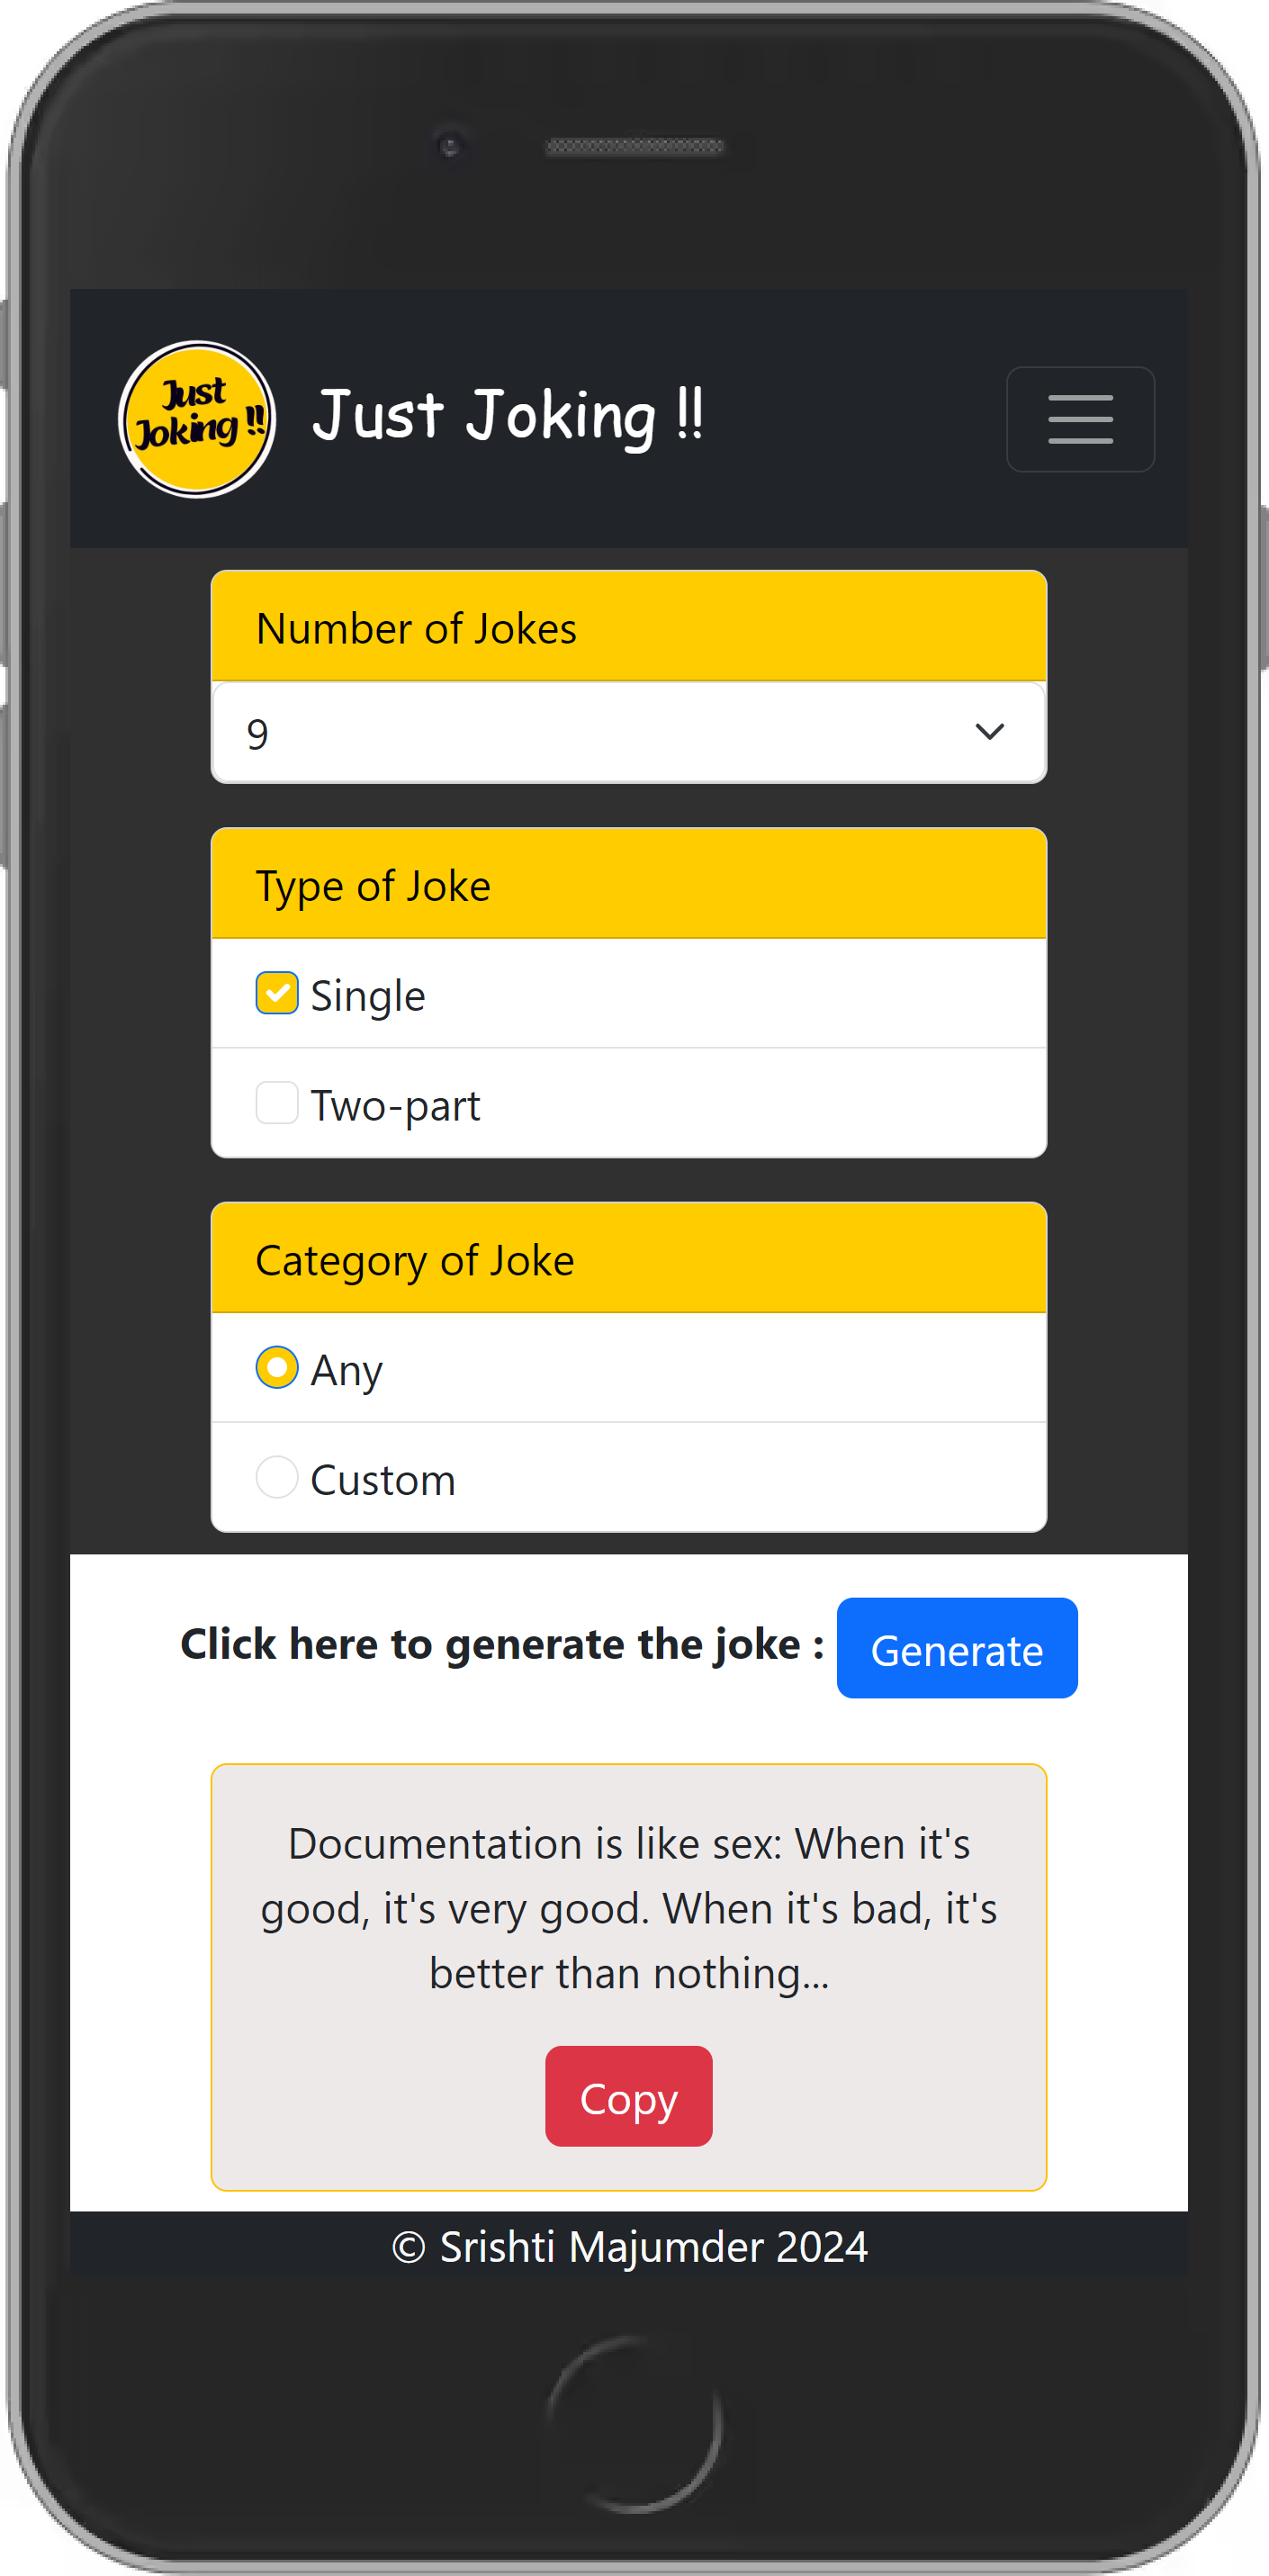 Just
Joking !!
Just Joking !!
Number of Jokes
9
Type of Joke
Single
Two-part
Category of Joke
Any
Custom
Click here to generate the joke :
Generate
Documentation is like sex: When it's
good, it's very good. When it's bad, it's
better than nothing...
Copy
© Srishti Majumder 2024